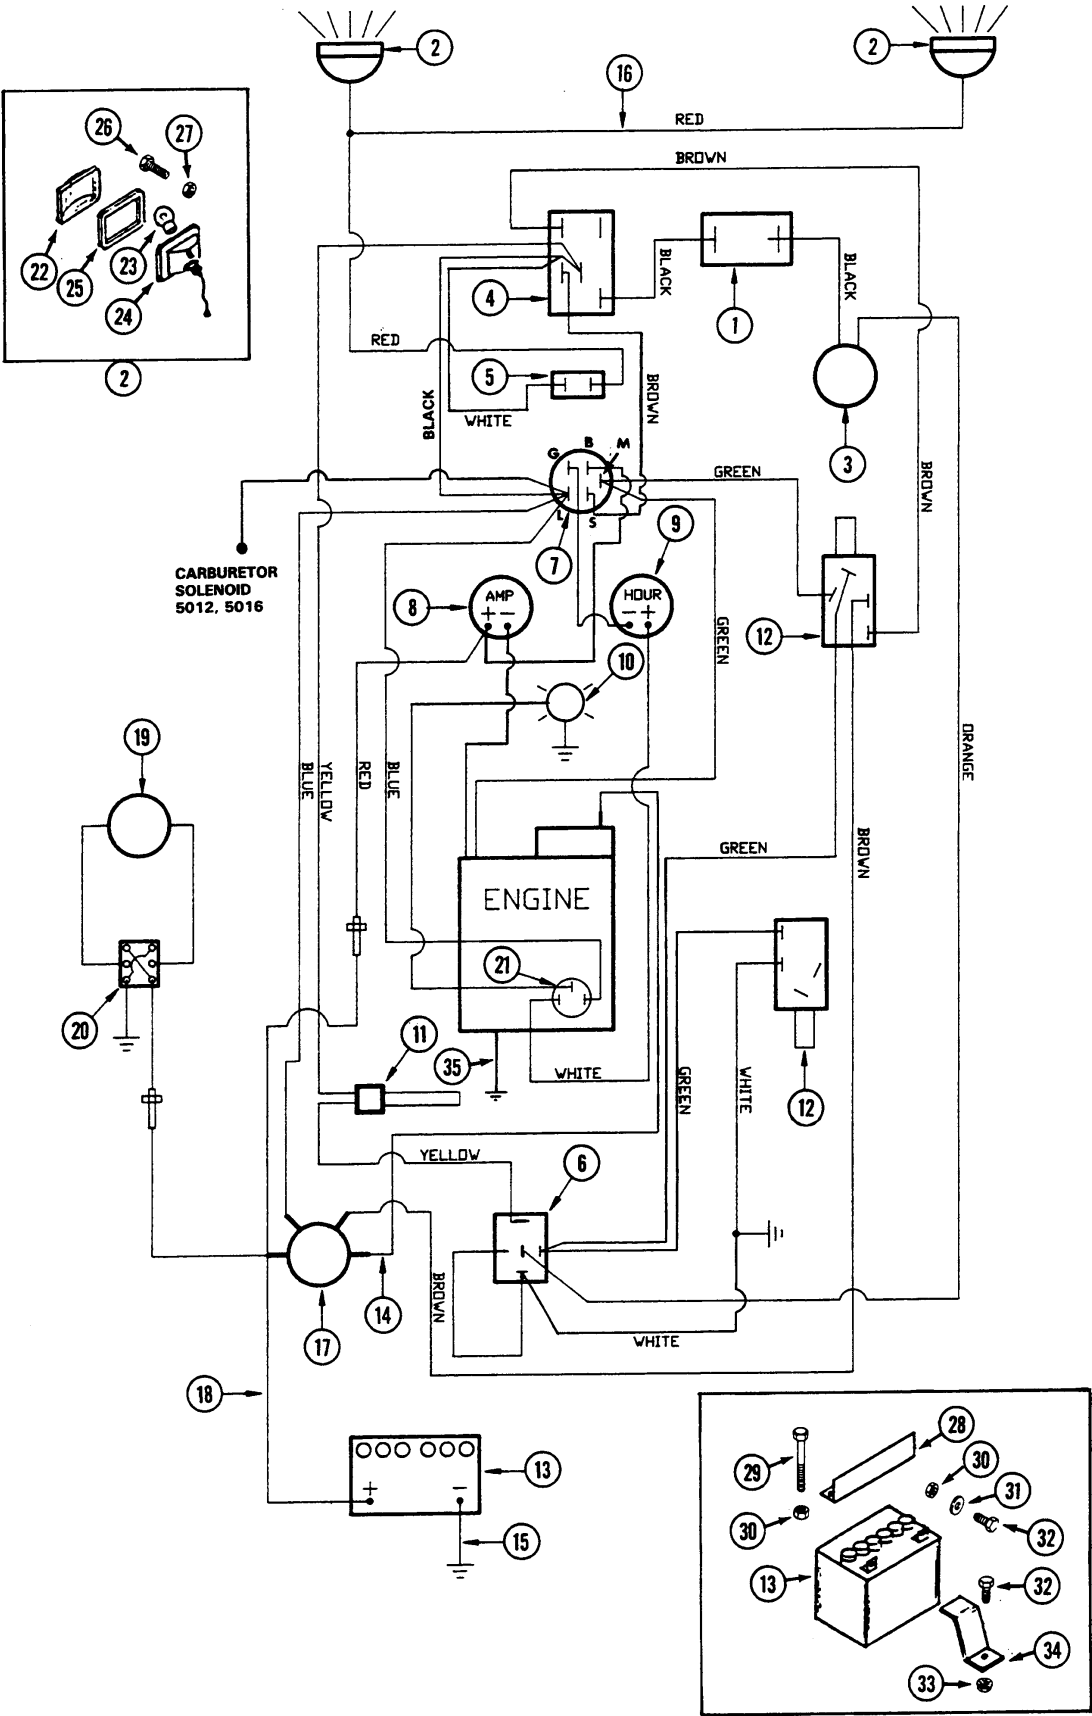 2
2
16
RED
BROWN
26
27
22
25
23
24
2
4
BLACK
1
BLACK
RED
5
WHITE
BLACK
BROWN
3
G
B
M
L
S
GREEN
BROWN
7
9
CARBURETOR
SOLENOID
5012, 5016
8
AMP
+ −
HOUR
− +
12
GREEN
10
19
BLUE
YELLOW
RED
BLUE
ORANGE
GREEN
BROWN
ENGINE
21
20
11
35
WHITE
GREEN
WHITE
12
YELLOW
6
BROWN
14
17
WHITE
18
13
+ −
15
28
29
30
30
31
32
13
32
34
33